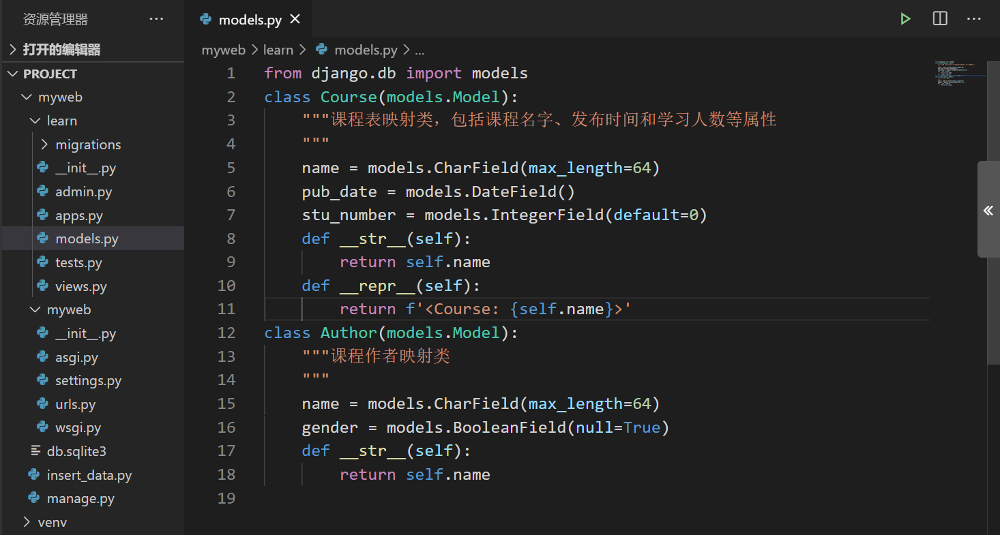 资源管理器
···
打开的编辑器
PROJECT
myweb
learn
migrations
__init__.py
admin.py
apps.py
models.py
tests.py
views.py
myweb
__init__.py
asgi.py
settings.py
urls.py
wsgi.py
db.sqlite3
insert_data.py
manage.py
venv
models.py
···
myweb > learn > models.py > ...
1 from django.db import models
2 class Course(models.Model):
3     """课程表映射类，包括课程名字、发布时间和学习人数等属性
4     """
5     name = models.CharField(max_length=64)
6     pub_date = models.DateField()
7     stu_number = models.IntegerField(default=0)
8     def __str__(self):
9         return self.name
10     def __repr__(self):
11         return f'<Course: {self.name}>'
12 class Author(models.Model):
13     """课程作者映射类
14     """
15     name = models.CharField(max_length=64)
16     gender = models.BooleanField(null=True)
17     def __str__(self):
18         return self.name
19